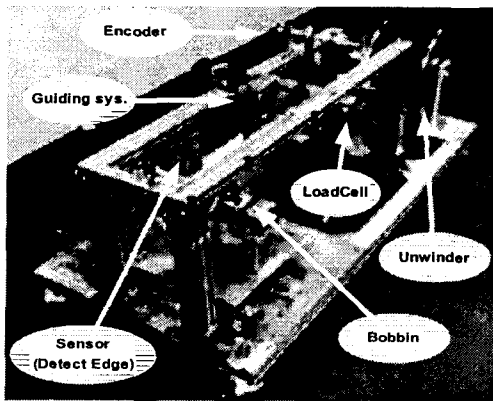 Encoder
Guiding sys.
LoadCell
Unwinder
Sensor
(Detect Edge)
Bobbin